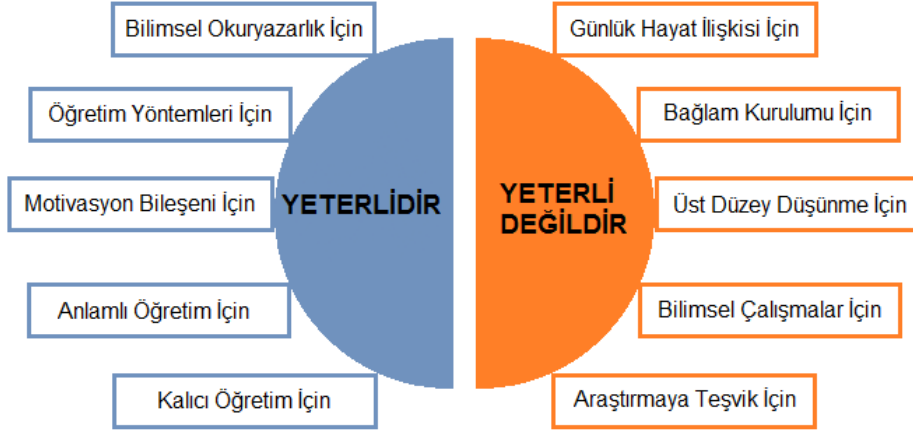 Bilimsel Okuryazarlık İçin
Öğretim Yöntemleri İçin
Motivasyon Bileşeni İçin
Anlamlı Öğretim İçin
Kalıcı Öğretim İçin
YETERLİDİR
YETERLİ
DEĞİLDİR
Günlük Hayat İlişkisi İçin
Bağlam Kurulumu İçin
Üst Düzey Düşünme İçin
Bilimsel Çalışmalar İçin
Araştırmaya Teşvik İçin